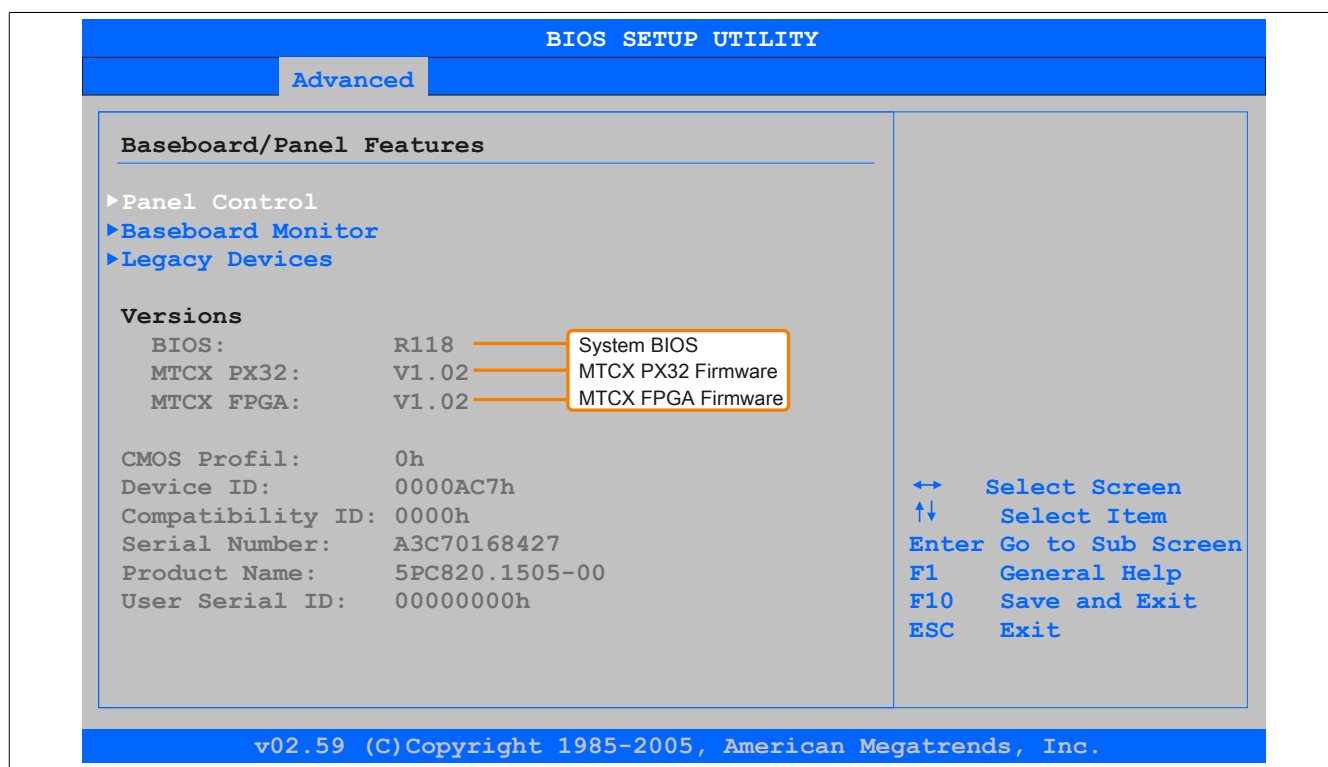 BIOS SETUP UTILITY
Advanced
Baseboard/Panel Features
▶Panel Control
▶Baseboard Monitor
▶Legacy Devices
Versions
BIOS: R118 System BIOS
MTCX PX32: V1.02 MTCX PX32 Firmware
MTCX FPGA: V1.02 MTCX FPGA Firmware
CMOS Profil: 0h
Device ID: 0000AC7h
Compatibility ID: 0000h
Serial Number: A3C70168427
Product Name: 5PC820.1505-00
User Serial ID: 00000000h
↔ Select Screen
↑↓ Select Item
Enter Go to Sub Screen
F1 General Help
F10 Save and Exit
ESC Exit
v02.59 (C)Copyright 1985-2005, American Megatrends, Inc.